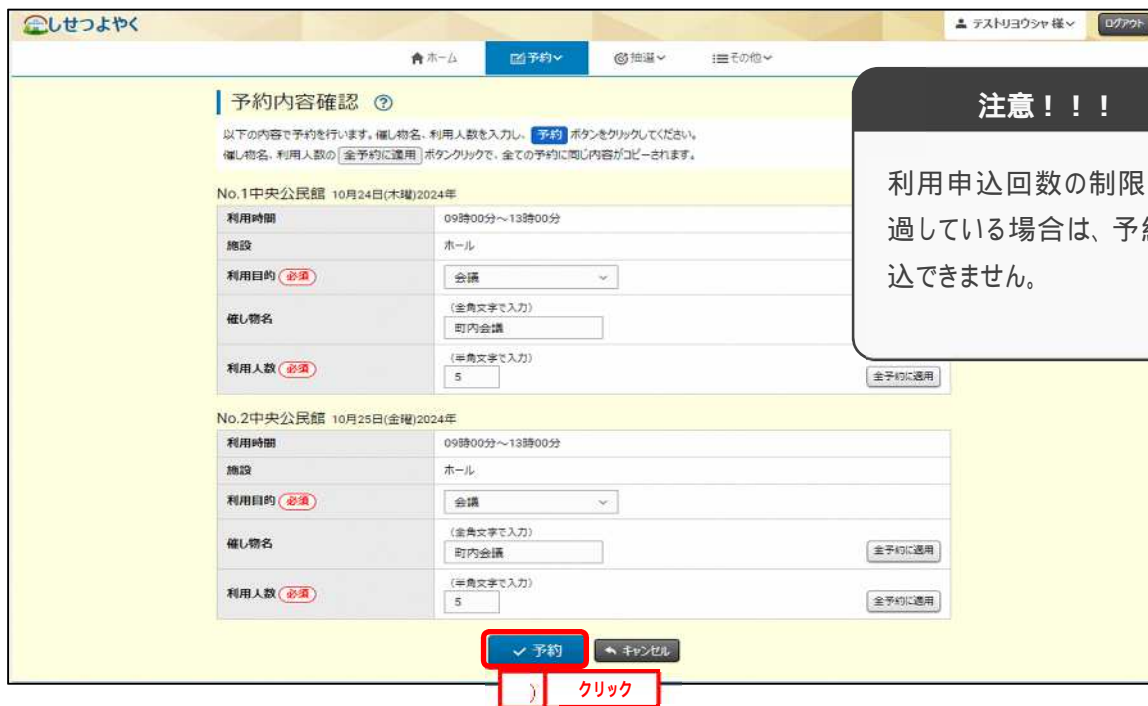 しせつよやく
テストリヨウシャ 様
ログアウト
ホーム 予約 抽選 その他
予約内容確認 ?
以下の内容で予約を行います。催し物名、利用人数を入力し、 予約 ボタンをクリックしてください。
催し物名、利用人数の 全予約に適用 ボタンクリックで、全ての予約に同じ内容がコピーされます。
注意！！！
利用申込回数の制限
過している場合は、予約
込できません。
No.1中央公民館 10月24日(木曜)2024年
利用時間 09時00分～13時00分
施設 ホール
利用目的 必須 会議
(全角文字で入力)
催し物名 町内会議
(半角文字で入力)
利用人数 必須 5 全予約に適用
No.2中央公民館 10月25日(金曜)2024年
利用時間 09時00分～13時00分
施設 ホール
利用目的 必須 会議
(全角文字で入力)
催し物名 町内会議 全予約に適用
(半角文字で入力)
利用人数 必須 5 全予約に適用
予約 キャンセル
） クリック